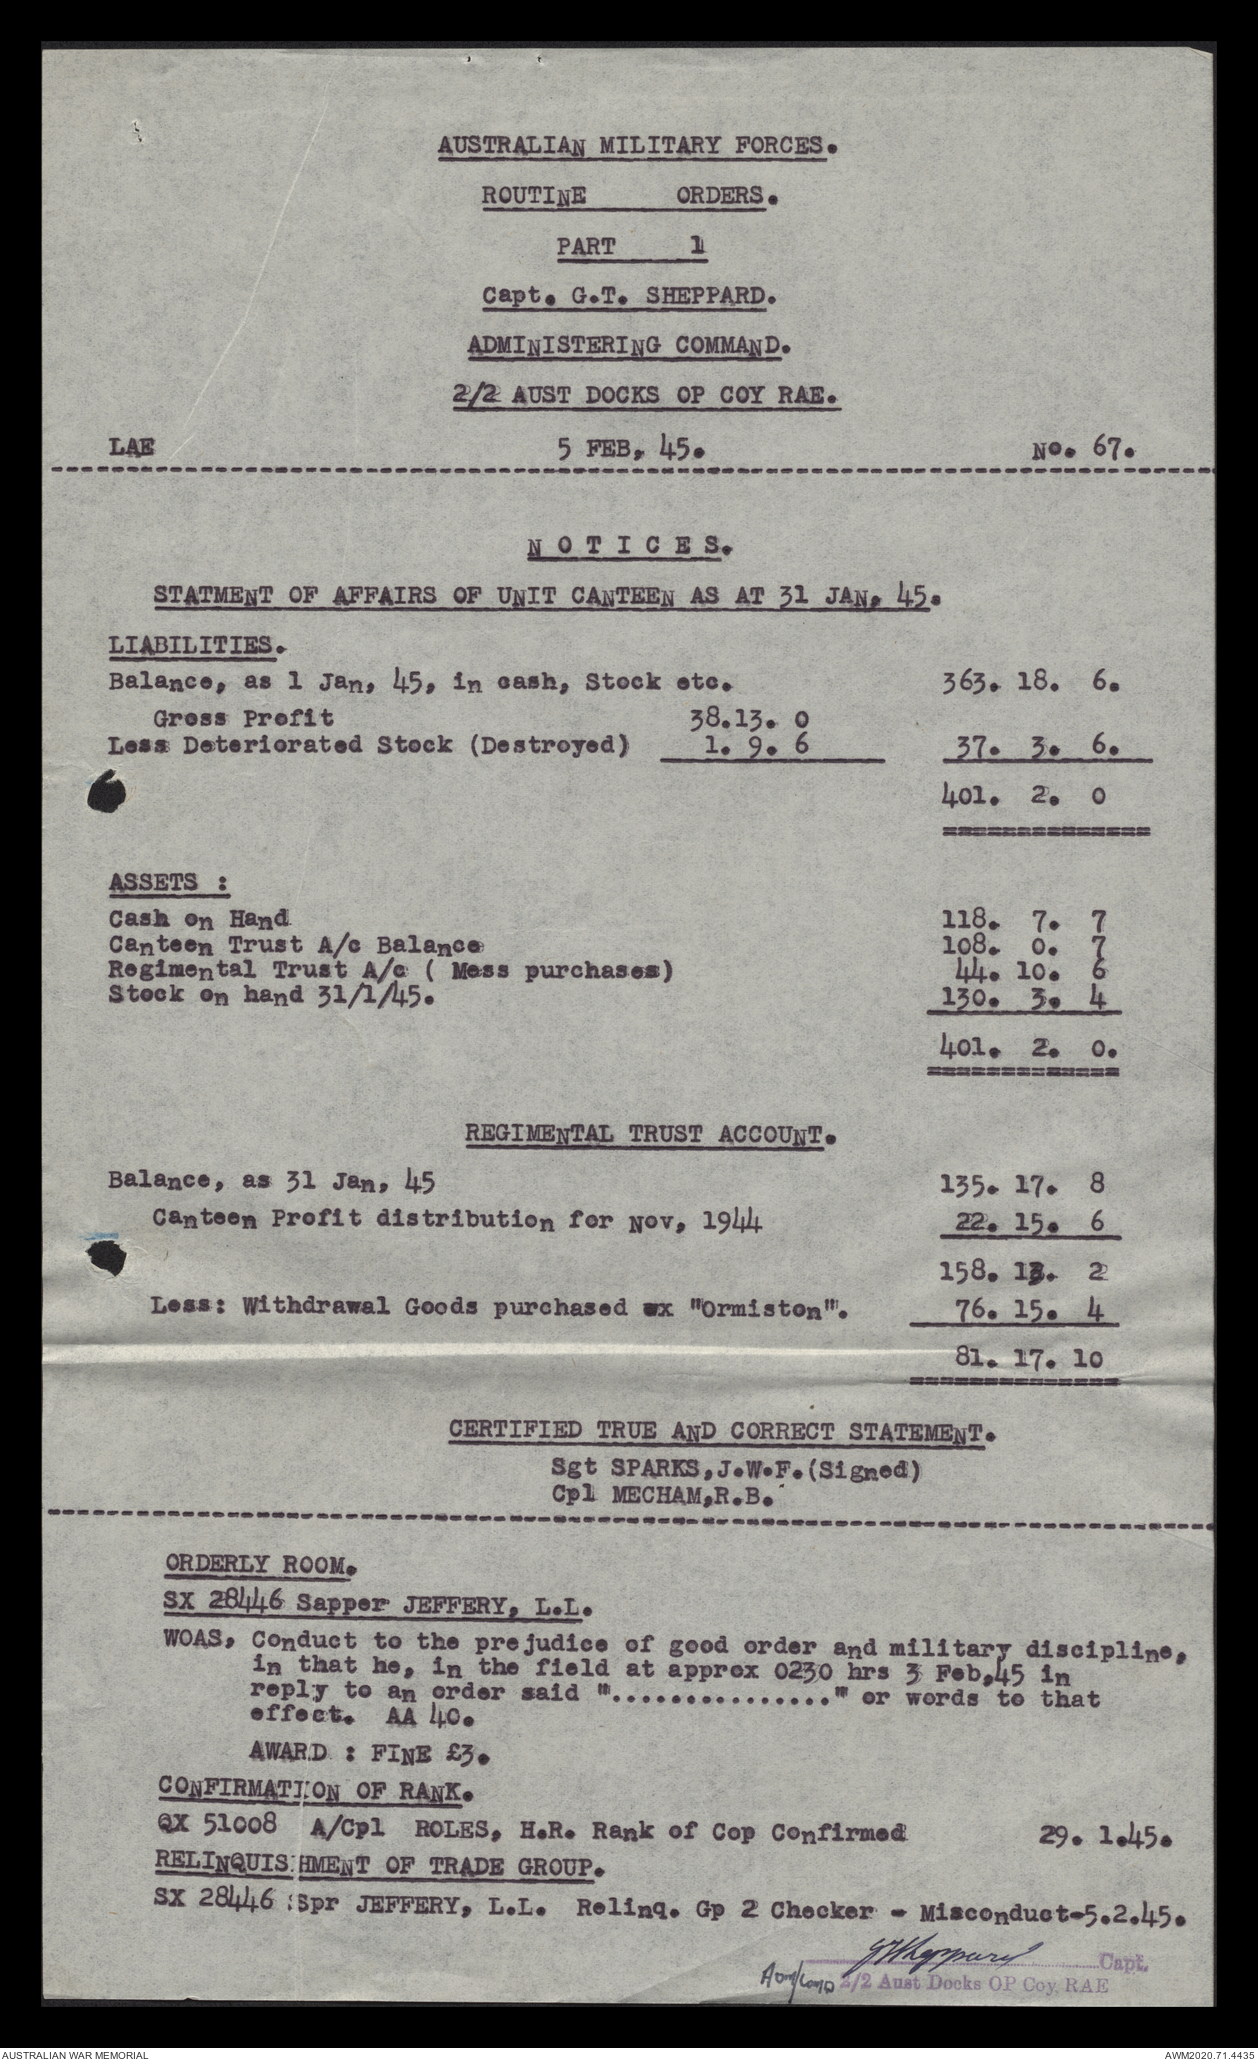 AUSTRALIAN MILITARY FORCES.
ROUTINE ORDERS.
PART 1
Capt. G.T. SHEPPARD.
ADMINISTERING COMMAND.
2/2 AUST DOCKS OP COY RAE.
LAE 5 FEB, 45. No. 67.
N O T I C E S.
STATMENT OF AFFAIRS OF UNIT CANTEEN AS AT 31 JAN, 45.
LIABILITIES.
Balance, as 1 Jan, 45, in cash, Stock etc. 363. 18. 6.
Gross Profit 38.13. 0
Less Deteriorated Stock (Destroyed) 1. 9. 6 37. 3. 6.
401. 2. 0
==============
ASSETS :
Cash on Hand 118. 7. 7
Canteen Trust A/c Balance 108. 0. 7
Regimental Trust A/c ( Mess purchases) 44. 10. 6
Stock on hand 31/1/45. 130. 3. 4
401. 2. 0.
=============
REGIMENTAL TRUST ACCOUNT.
Balance, as 31 Jan, 45 135. 17. 8
Canteen Profit distribution for Nov, 1944 22. 15. 6
158. 13. 2
Less: Withdrawal Goods purchased ex "Ormiston". 76. 15. 4
81. 17. 10
==============
CERTIFIED TRUE AND CORRECT STATEMENT.
Sgt SPARKS,J.W.F.(Signed)
Cpl MECHAM,R.B.
ORDERLY ROOM.
SX 28446 Sapper JEFFERY, L.L.
WOAS, Conduct to the prejudice of good order and military discipline,
in that he, in the field at approx 0230 hrs 3 Feb,45 in
reply to an order said "..............." or words to that
effect. AA 40.
AWARD : FINE £3.
CONFIRMATION OF RANK.
QX 51008 A/Cpl ROLES, H.R. Rank of Cop Confirmed 29. 1.45.
RELINQUISHMENT OF TRADE GROUP.
SX 28446 Spr JEFFERY, L.L. Relinq. Gp 2 Checker - Misconduct-5.2.45.
GTSheppard Capt.
Adm/Comd 2/2 Aust Docks OP Coy, RAE
AUSTRALIAN WAR MEMORIAL AWM2020.71.4435